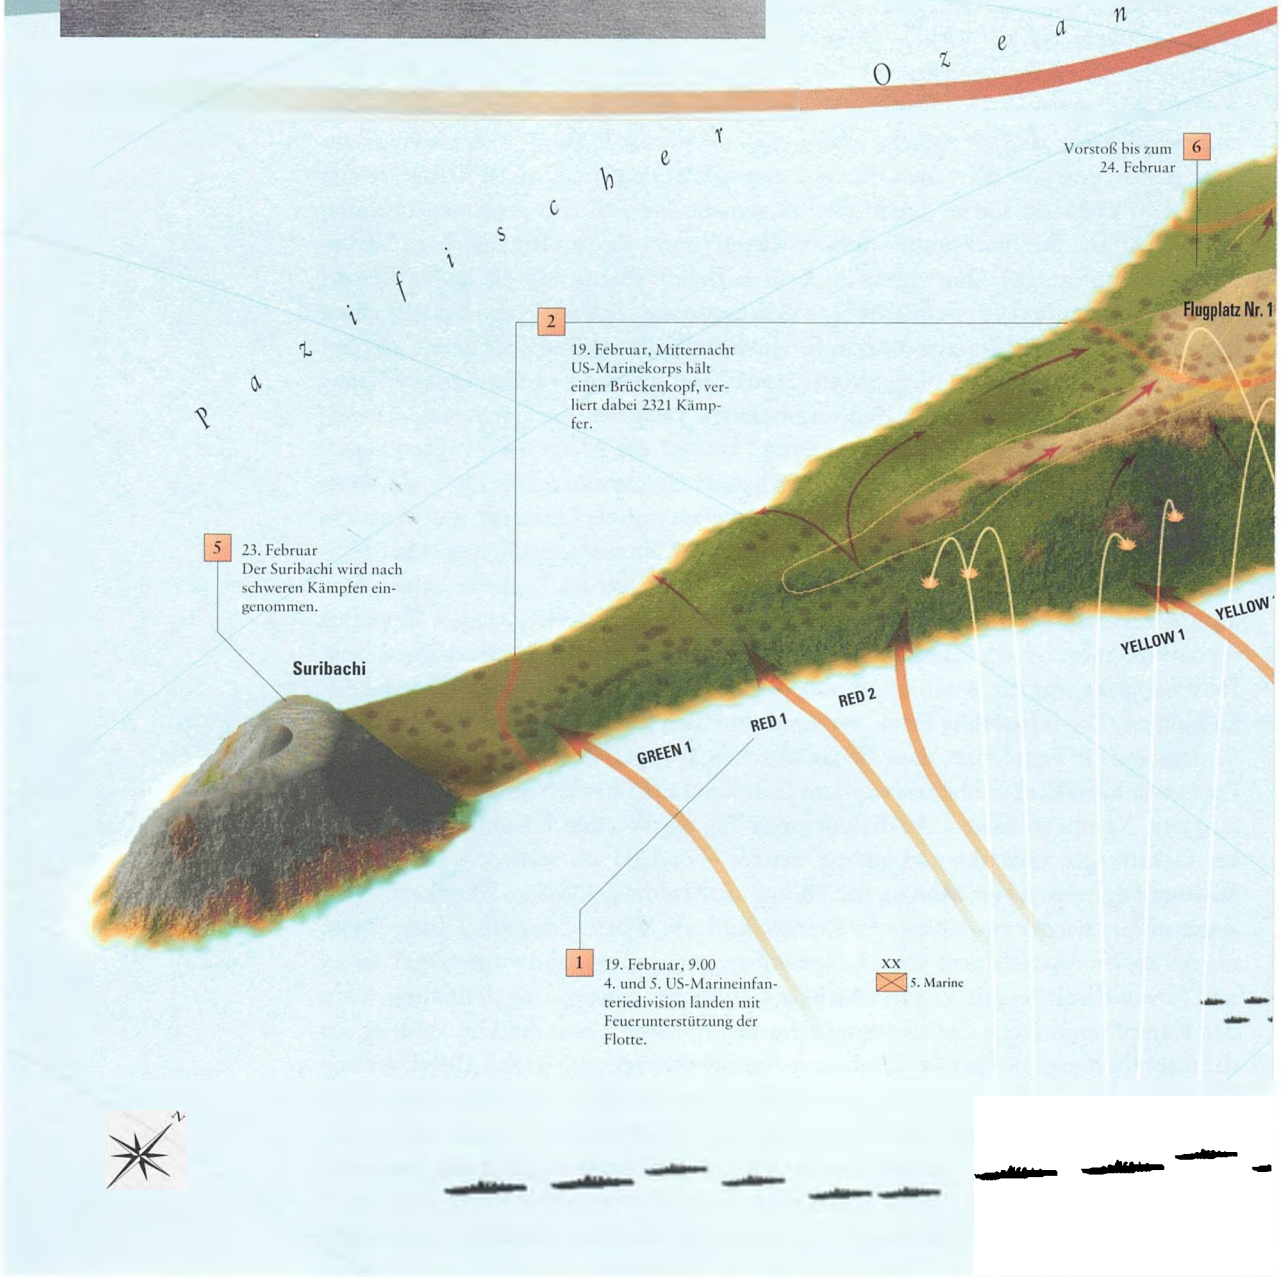 Pazifischer Ozean
Vorstoß bis zum 6
24. Februar
Flugplatz Nr. 1
2
19. Februar, Mitternacht
US-Marinekorps hält
einen Brückenkopf, ver-
liert dabei 2321 Kämp-
fer.
5
23. Februar
Der Suribachi wird nach
schweren Kämpfen ein-
genommen.
Suribachi
YELLOW
YELLOW 1
RED 2
RED 1
GREEN 1
1
19. Februar, 9.00
4. und 5. US-Marineinfan-
teriedivision landen mit
Feuerunterstützung der
Flotte.
XX
5. Marine
N